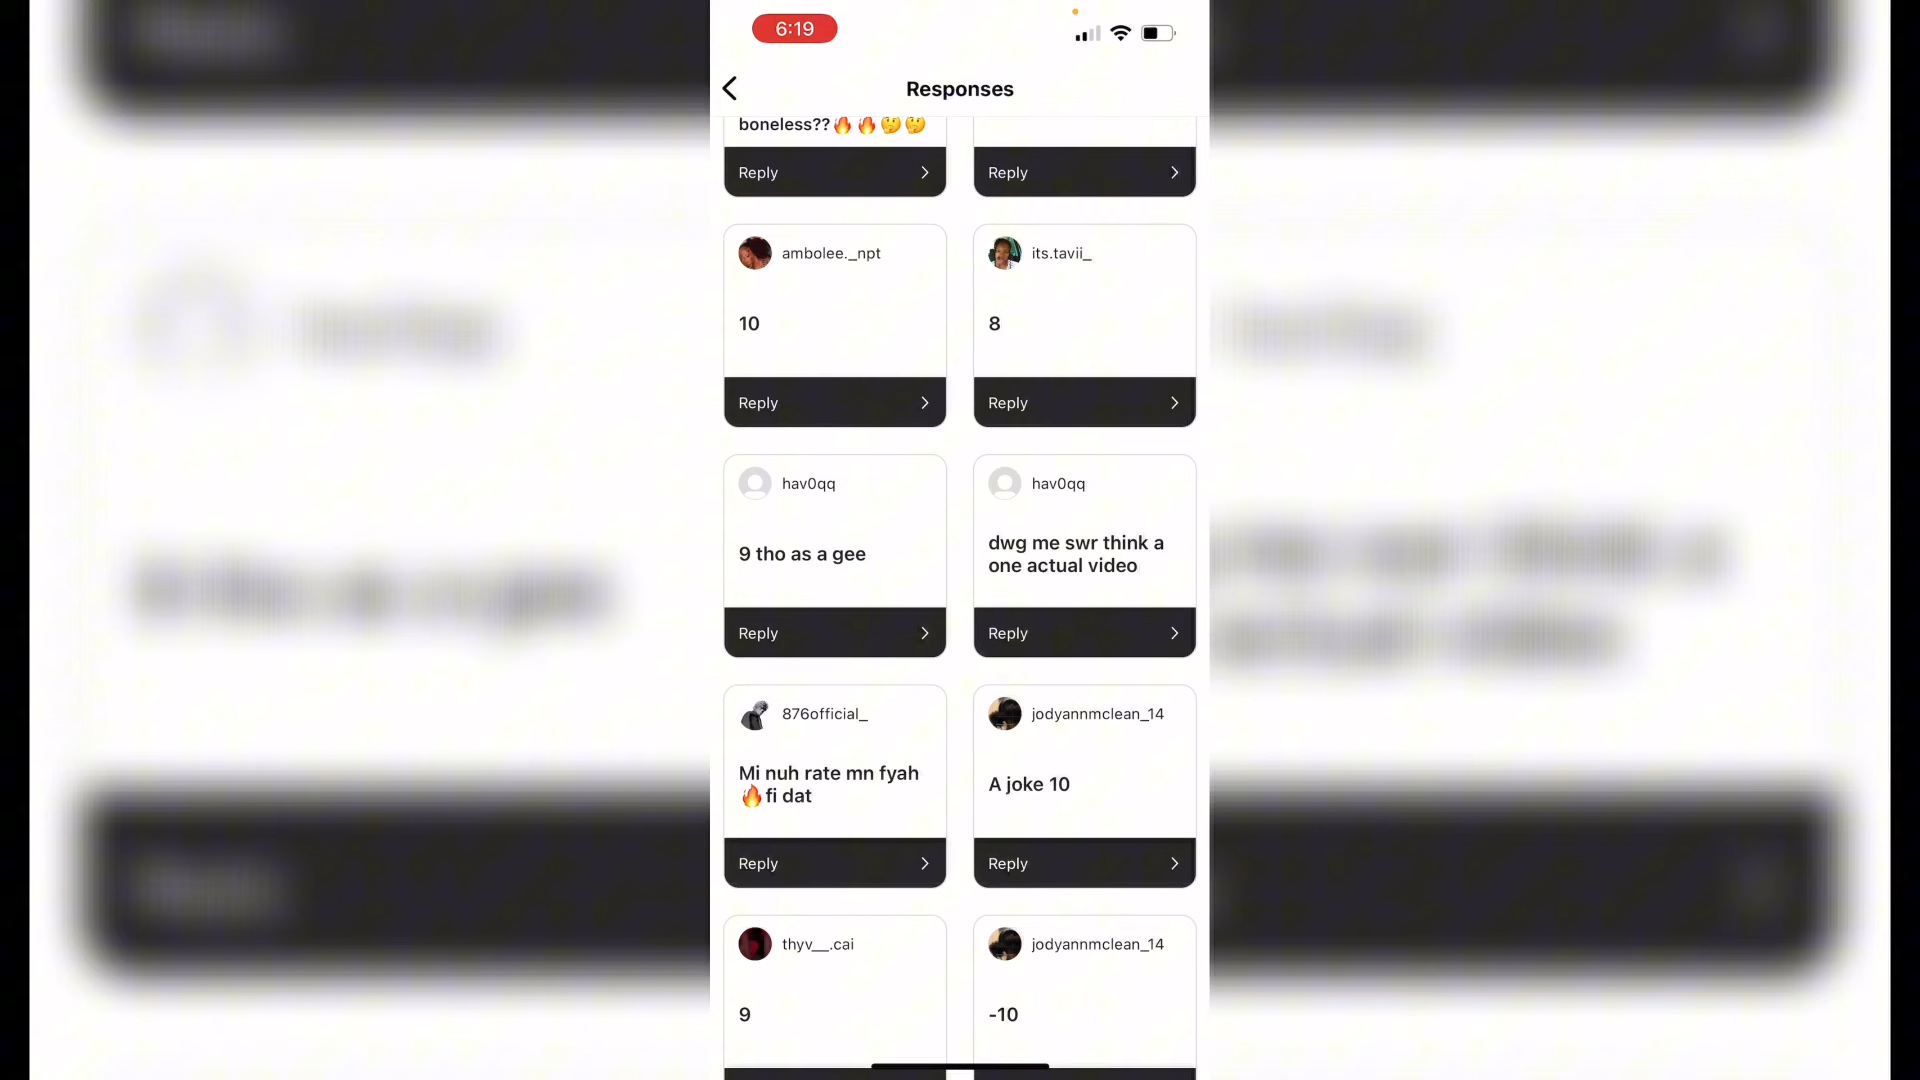 6:19
Responses
boneless??🔥🔥🤔🤔
Reply
Reply
ambolee._npt
10
Reply
its.tavii_
8
Reply
hav0qq
9 tho as a gee
Reply
hav0qq
dwg me swr think a
one actual video
Reply
876official_
Mi nuh rate mn fyah
🔥fi dat
Reply
jodyannmclean_14
A joke 10
Reply
thyv__.cai
9
jodyannmclean_14
-10